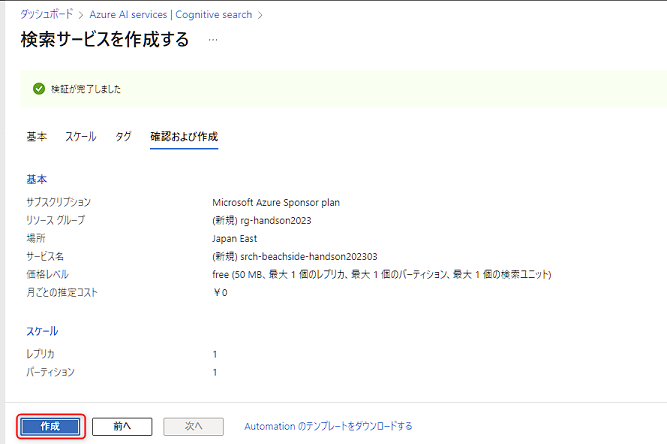 ダッシュボード > Azure AI services | Cognitive search >
検索サービスを作成する ...
検証が完了しました
基本 スケール タグ 確認および作成
基本
サブスクリプション Microsoft Azure Sponsor plan
リソース グループ (新規) rg-handson2023
場所 Japan East
サービス名 (新規) srch-beachside-handson202303
価格レベル free (50 MB、最大 1 個のレプリカ、最大 1 個のパーティション、最大 1 個の検索ユニット)
月ごとの推定コスト ￥0
スケール
レプリカ 1
パーティション 1
作成 前へ 次へ Automation のテンプレートをダウンロードする